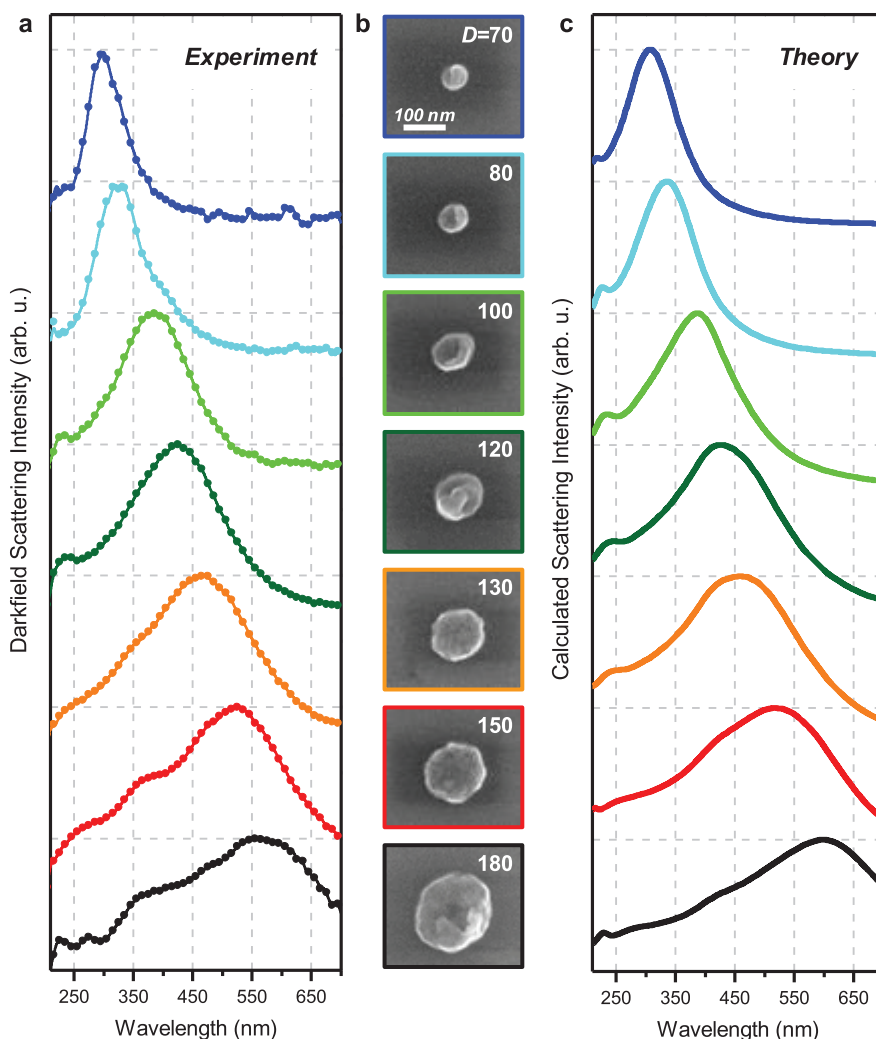 a
Experiment
Darkfield Scattering Intensity (arb. u.)
250 350 450 550 650
Wavelength (nm)
b
D=70
100 nm
80
100
120
130
150
180
c
Theory
Calculated Scattering Intensity (arb. u.)
250 350 450 550 650
Wavelength (nm)